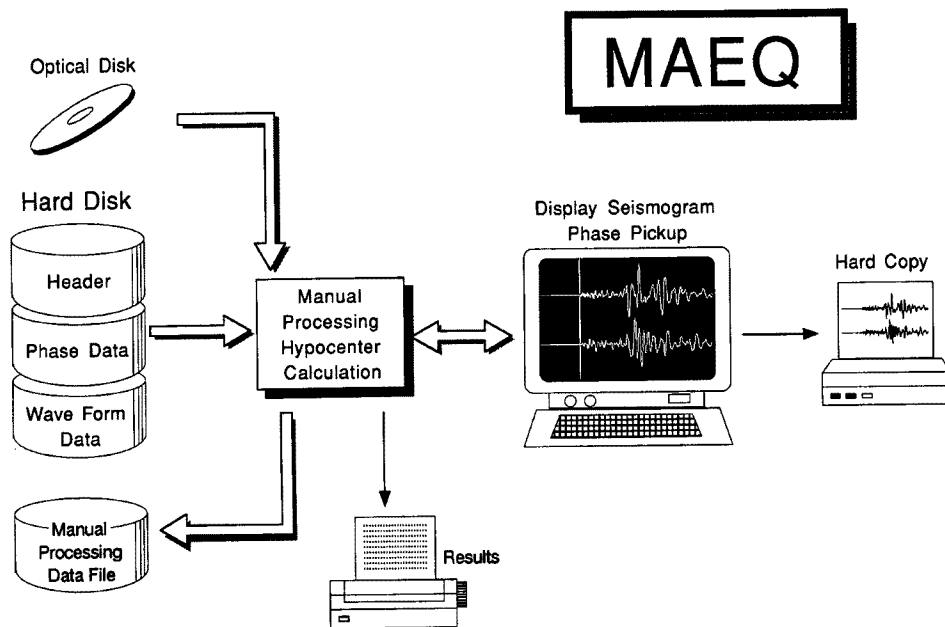 MAEQ
Optical Disk
Hard Disk
Header
Phase Data
Wave Form
Data
Manual
Processing
Data File
Manual
Processing
Hypocenter
Calculation
Results
Display Seismogram
Phase Pickup
Hard Copy